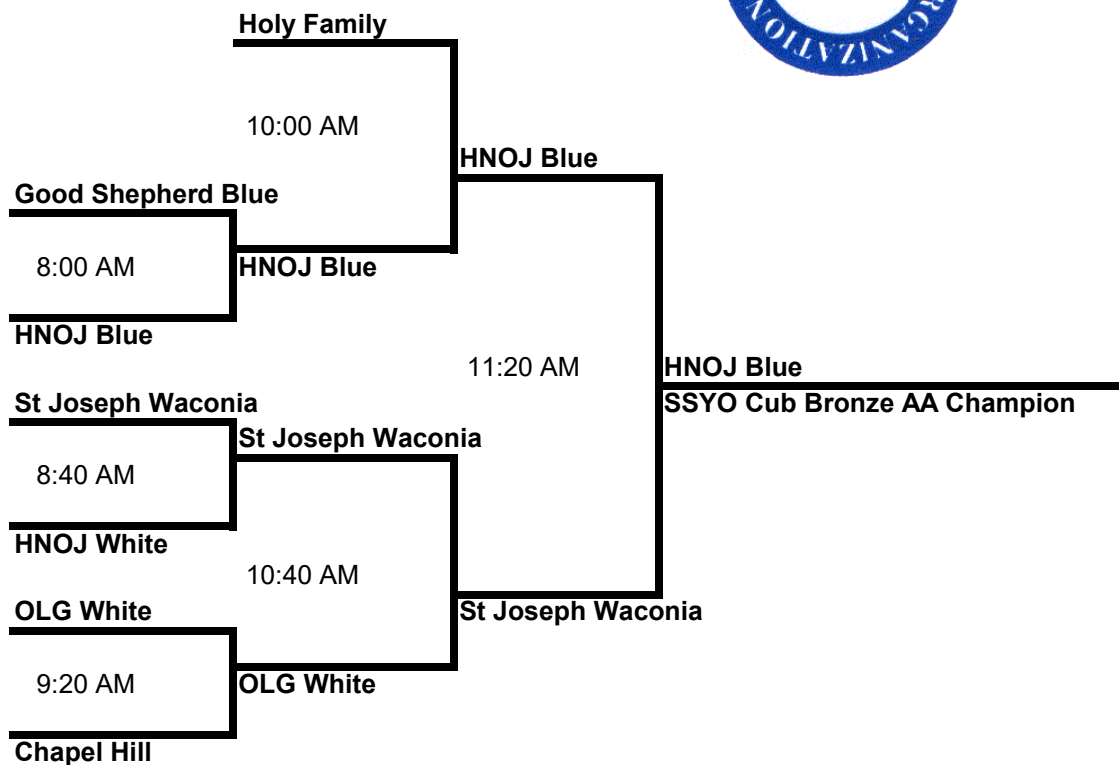 ORGANIZATION
Holy Family
10:00 AM
HNOJ Blue
Good Shepherd Blue
8:00 AM
HNOJ Blue
HNOJ Blue
11:20 AM
HNOJ Blue
St Joseph Waconia
SSYO Cub Bronze AA Champion
St Joseph Waconia
8:40 AM
HNOJ White
10:40 AM
OLG White
St Joseph Waconia
9:20 AM
OLG White
Chapel Hill